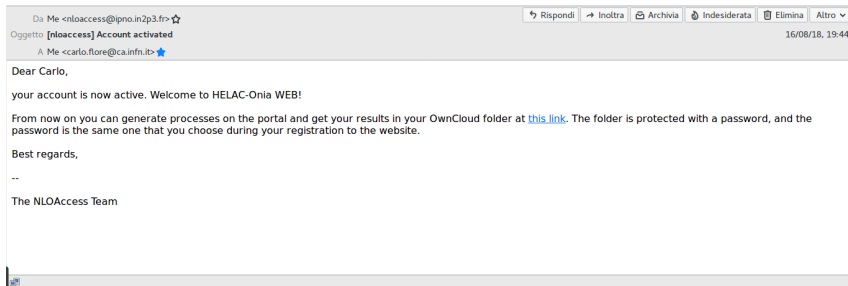 Da Me <nloaccess@ipno.in2p3.fr>
Rispondi Inoltra Archivia Indesiderata Elimina Altro
Oggetto [nloaccess] Account activated
16/08/18, 19:44
A Me <carlo.flore@ca.infn.it>
Dear Carlo,
your account is now active. Welcome to HELAC-Onia WEB!
From now on you can generate processes on the portal and get your results in your OwnCloud folder at this link. The folder is protected with a password, and the
password is the same one that you choose during your registration to the website.
Best regards,
--
The NLOAccess Team